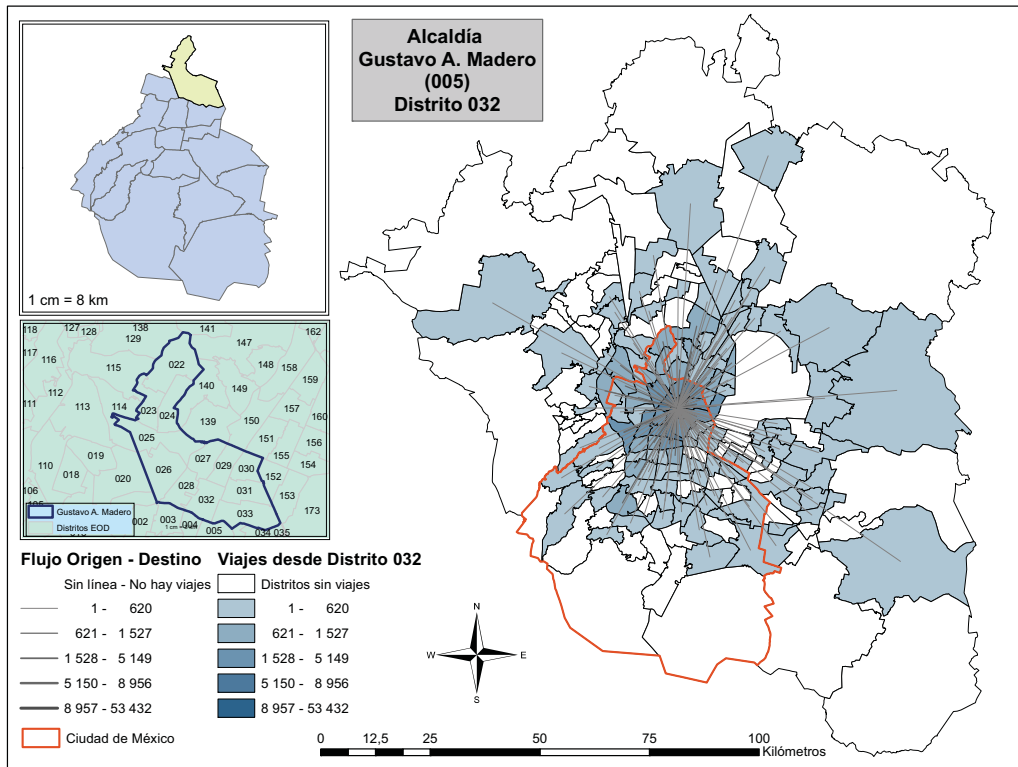 Alcaldía
Gustavo A. Madero
(005)
Distrito 032
1 cm = 8 km
118
127
128
138
129
141
162
117
116
115
022
147
148
158
159
140
149
112
111
113
114
023
024
157
160
139
150
025
151
156
019
110
018
026
027
029
030
155
154
152
020
028
032
031
153
106
033
173
002
003
004
005
034
035
Gustavo A. Madero
Distritos EOD
1 cm = 8 km
Flujo Origen - Destino
Sin línea - No hay viajes
1 - 620
621 - 1 527
1 528 - 5 149
5 150 - 8 956
8 957 - 53 432
Ciudad de México
Viajes desde Distrito 032
Distritos sin viajes
1 - 620
621 - 1 527
1 528 - 5 149
5 150 - 8 956
8 957 - 53 432
N
W
E
S
0 12,5 25 50 75 100
Kilómetros